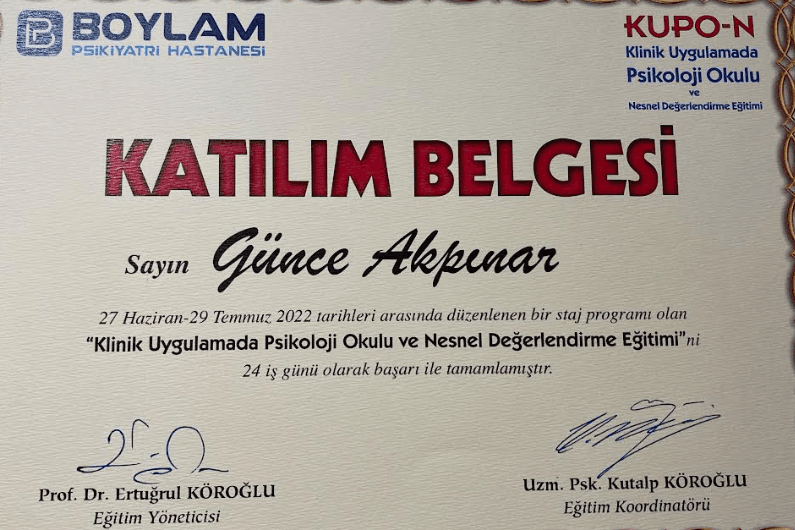 BOYLAM
PSİKİYATRİ HASTANESİ
KUPO-N
Klinik Uygulamada
Psikoloji Okulu
ve
Nesnel Değerlendirme Eğitimi
KATILIM BELGESİ
Sayın Günce Akpınar
27 Haziran-29 Temmuz 2022 tarihleri arasında düzenlenen bir staj programı olan
“Klinik Uygulamada Psikoloji Okulu ve Nesnel Değerlendirme Eğitimi”ni
24 iş günü olarak başarı ile tamamlamıştır.
Prof. Dr. Ertuğrul KÖROĞLU
Eğitim Yöneticisi
Uzm. Psk. Kutalp KÖROĞLU
Eğitim Koordinatörü